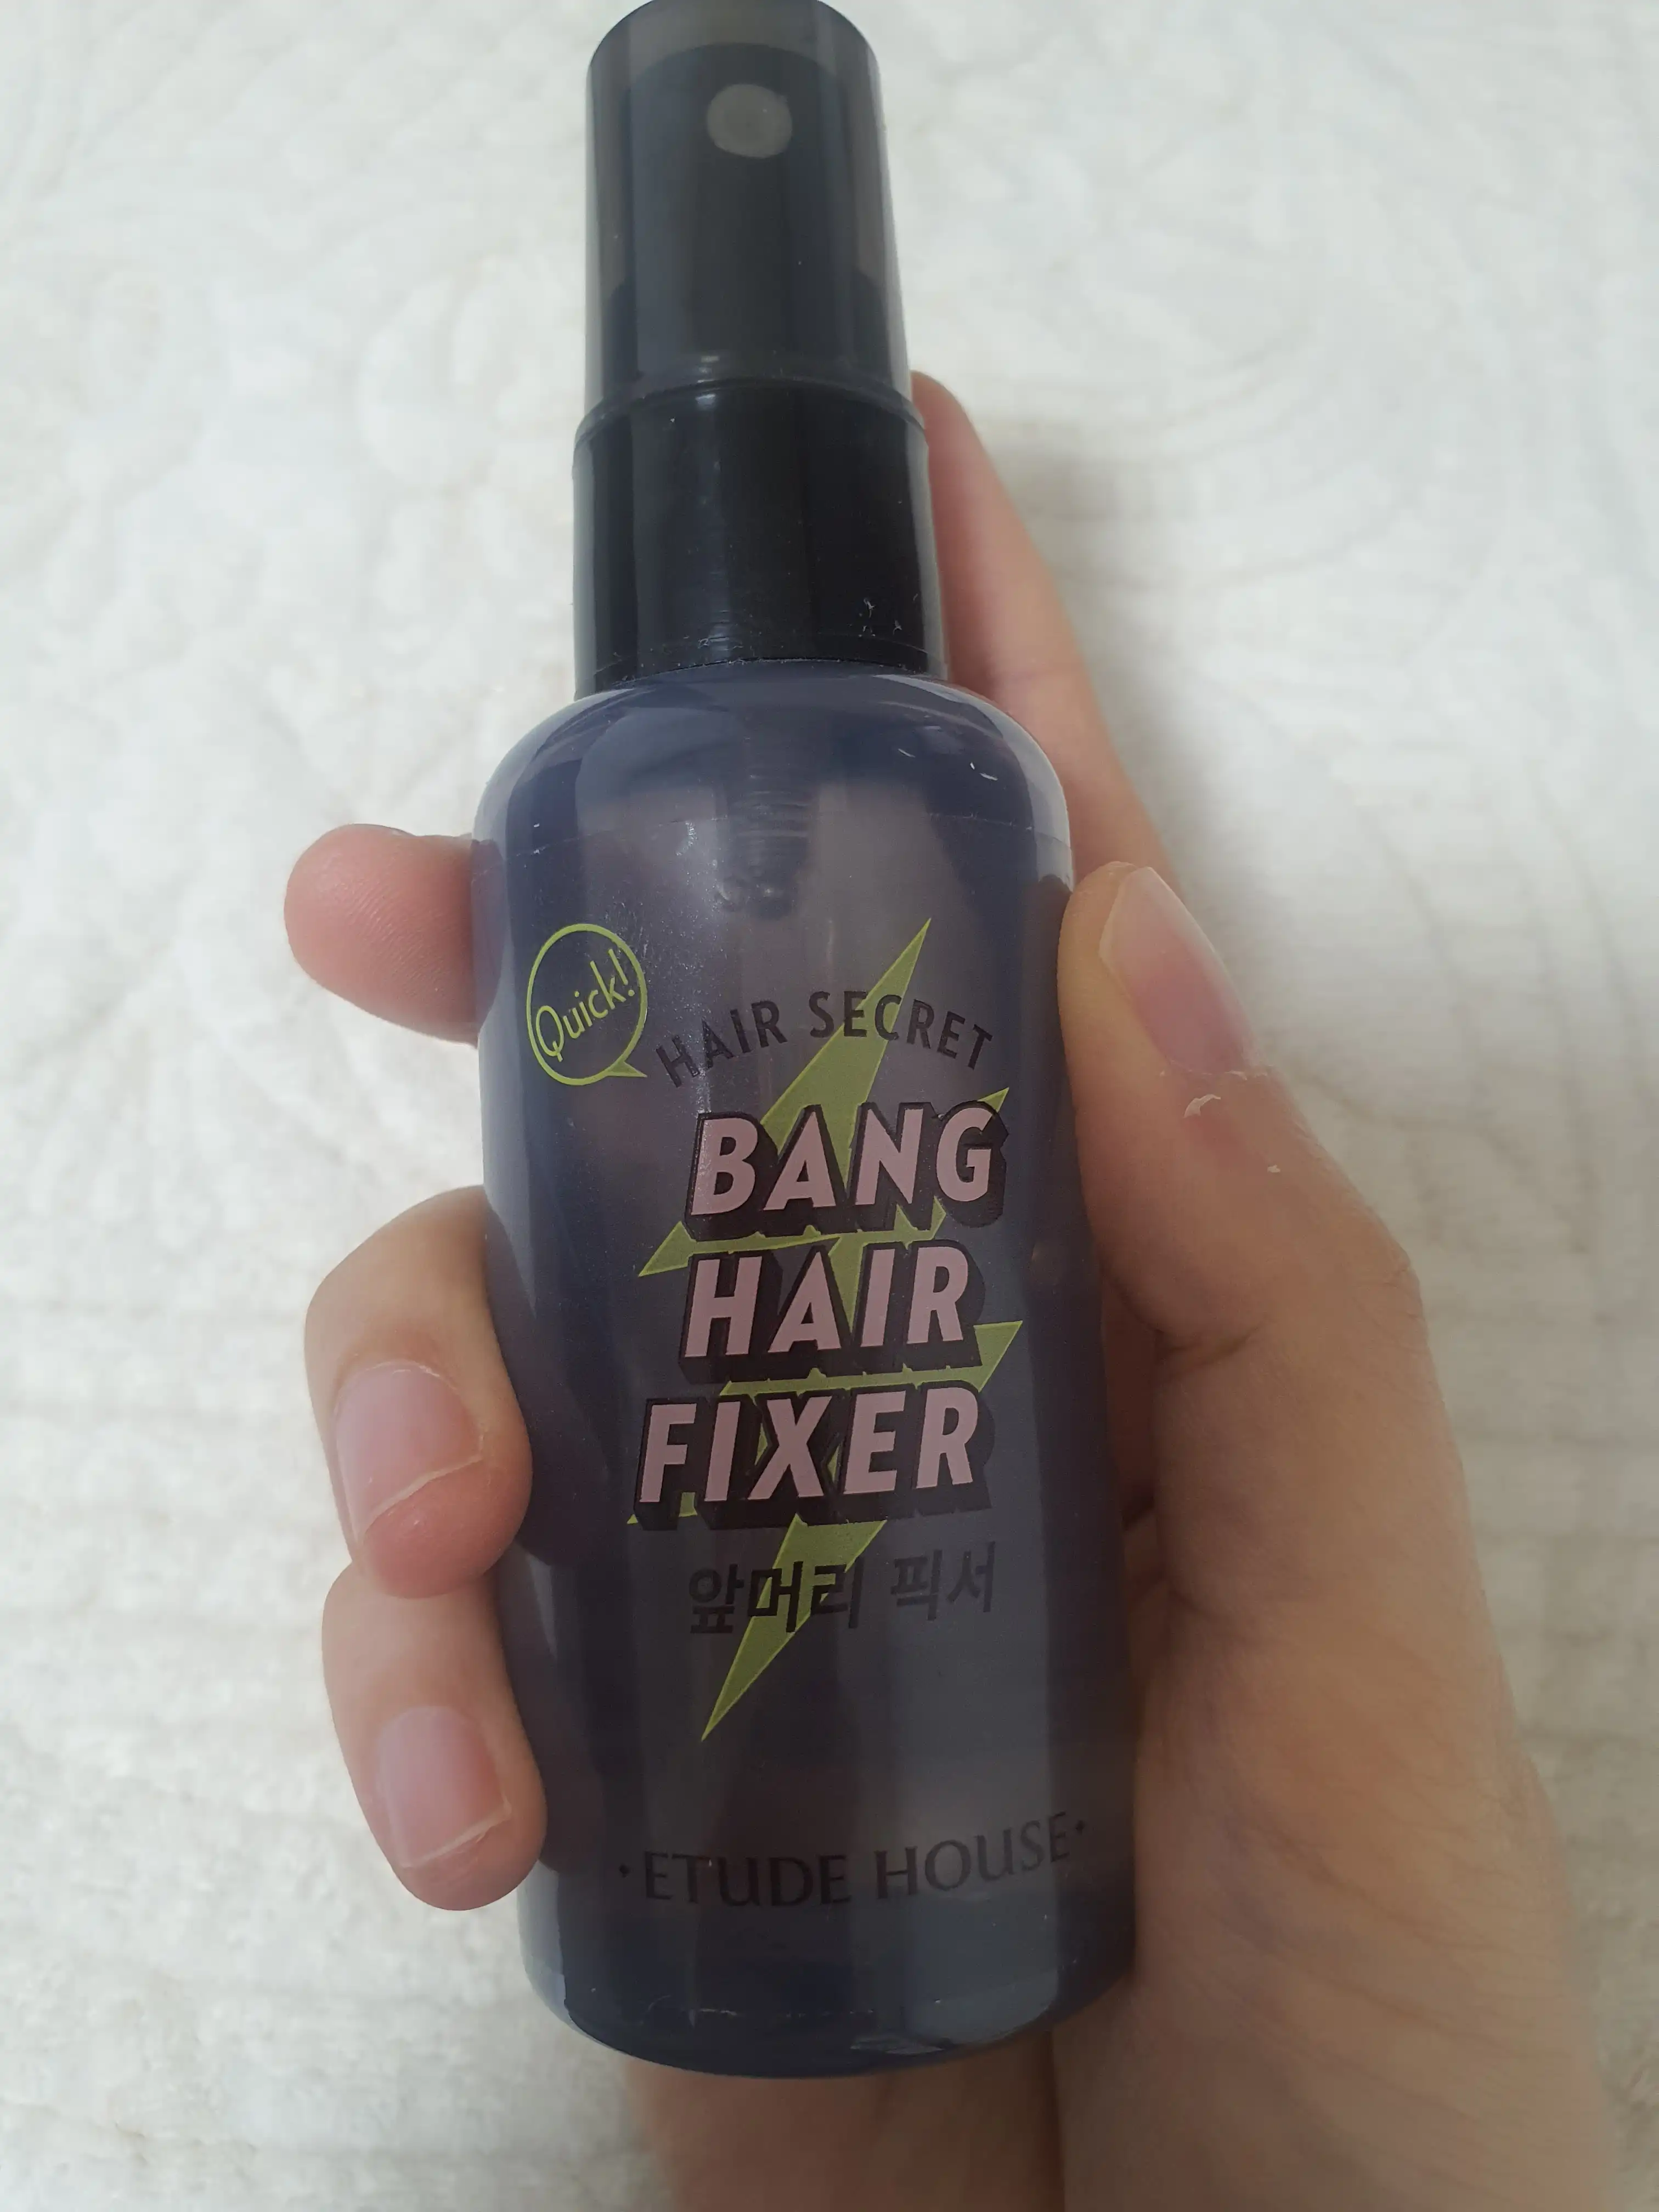 Quick!
HAIR SECRET
BANG
HAIR
FIXER
앞머리 픽서
·ETUDE HOUSE·